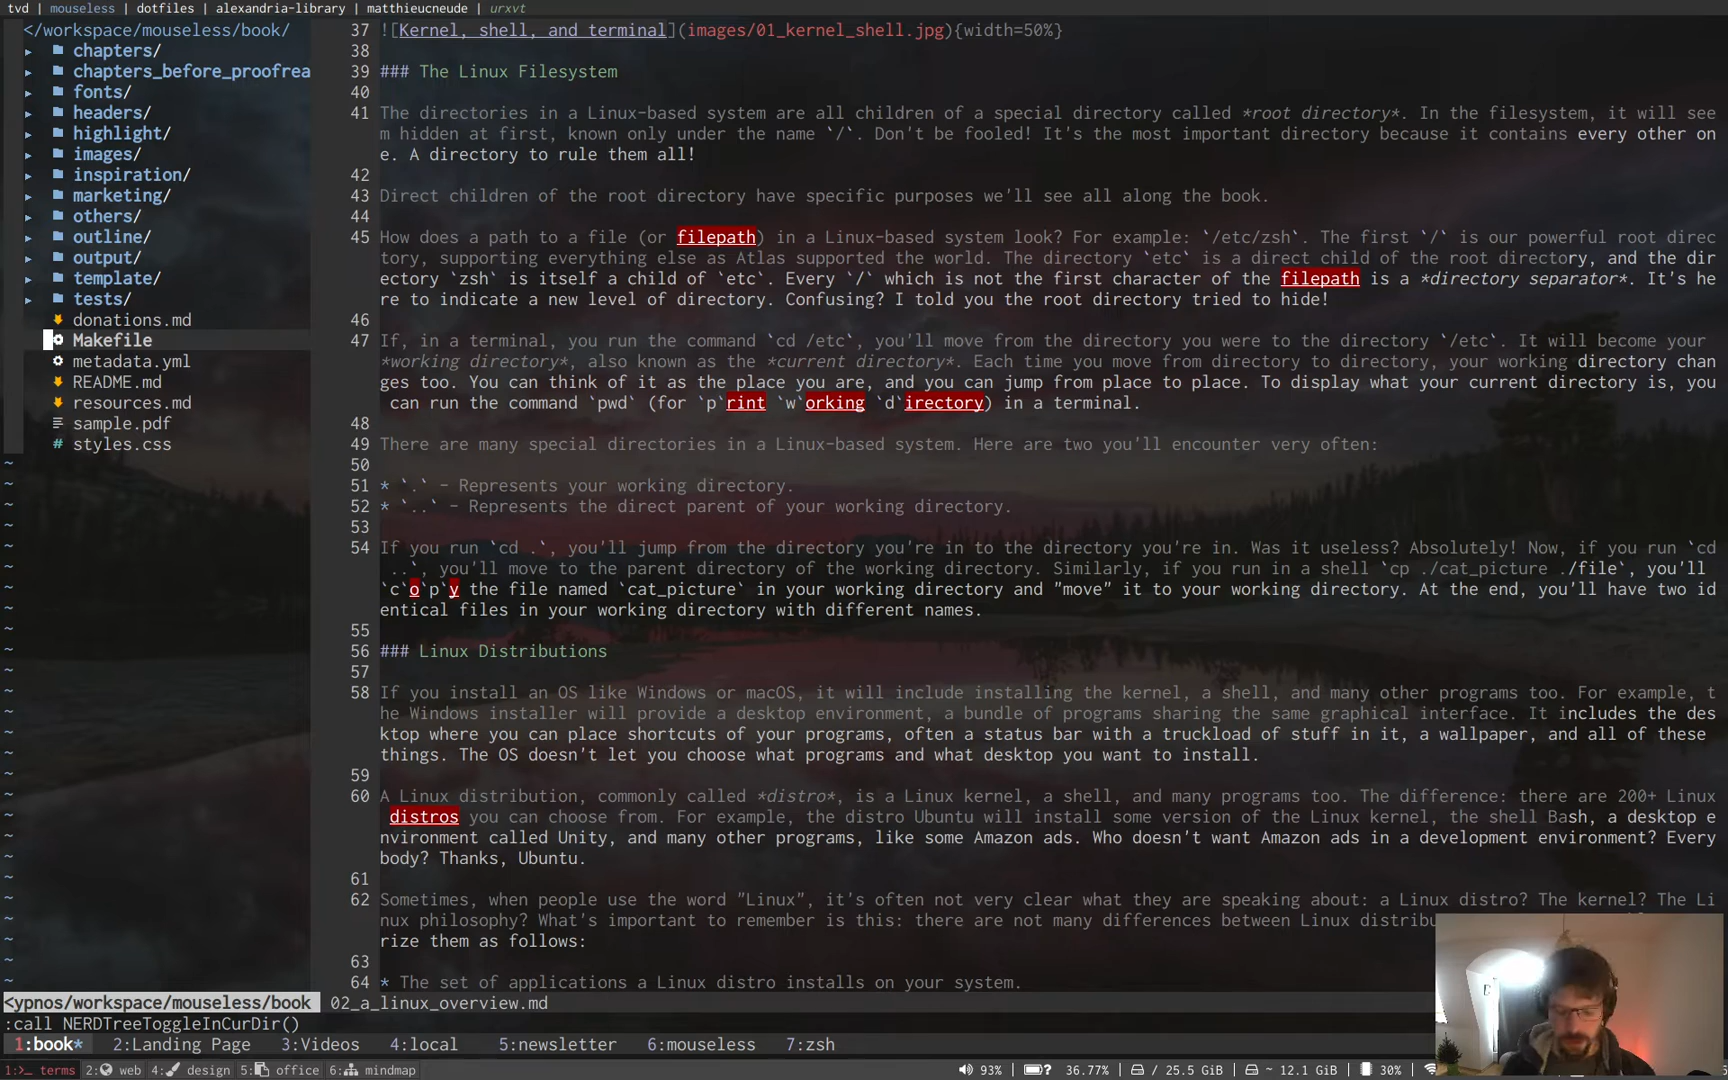 tvd | mouseless | dotfiles | alexandria-library | matthieucneude | urxvt
</workspace/mouseless/book/
▸ chapters/
▸ chapters_before_proofrea
▸ fonts/
▸ headers/
▸ highlight/
▸ images/
▸ inspiration/
▸ marketing/
▸ others/
▸ outline/
▸ output/
▸ template/
▸ tests/
donations.md
Makefile
metadata.yml
README.md
resources.md
sample.pdf
# styles.css
37 ![Kernel, shell, and terminal](images/01_kernel_shell.jpg){width=50%}
38
39 ### The Linux Filesystem
40
41 The directories in a Linux-based system are all children of a special directory called *root directory*. In the filesystem, it will see
m hidden at first, known only under the name `/`. Don't be fooled! It's the most important directory because it contains every other on
e. A directory to rule them all!
42
43 Direct children of the root directory have specific purposes we'll see all along the book.
44
45 How does a path to a file (or filepath) in a Linux-based system look? For example: `/etc/zsh`. The first `/` is our powerful root direc
tory, supporting everything else as Atlas supported the world. The directory `etc` is a direct child of the root directory, and the dir
ectory `zsh` is itself a child of `etc`. Every `/` which is not the first character of the filepath is a *directory separator*. It's he
re to indicate a new level of directory. Confusing? I told you the root directory tried to hide!
46
47 If, in a terminal, you run the command `cd /etc`, you'll move from the directory you were to the directory `/etc`. It will become your
*working directory*, also known as the *current directory*. Each time you move from directory to directory, your working directory chan
ges too. You can think of it as the place you are, and you can jump from place to place. To display what your current directory is, you
can run the command `pwd` (for `p`rint `w`orking `d`irectory) in a terminal.
48
49 There are many special directories in a Linux-based system. Here are two you'll encounter very often:
50
51 * `.` - Represents your working directory.
52 * `..` - Represents the direct parent of your working directory.
53
54 If you run `cd .`, you'll jump from the directory you're in to the directory you're in. Was it useless? Absolutely! Now, if you run `cd
..`, you'll move to the parent directory of the working directory. Similarly, if you run in a shell `cp ./cat_picture ./file`, you'll
`c`o`p`y the file named `cat_picture` in your working directory and "move" it to your working directory. At the end, you'll have two id
entical files in your working directory with different names.
55
56 ### Linux Distributions
57
58 If you install an OS like Windows or macOS, it will include installing the kernel, a shell, and many other programs too. For example, t
he Windows installer will provide a desktop environment, a bundle of programs sharing the same graphical interface. It includes the des
ktop where you can place shortcuts of your programs, often a status bar with a truckload of stuff in it, a wallpaper, and all of these
things. The OS doesn't let you choose what programs and what desktop you want to install.
59
60 A Linux distribution, commonly called *distro*, is a Linux kernel, a shell, and many programs too. The difference: there are 200+ Linux
distros you can choose from. For example, the distro Ubuntu will install some version of the Linux kernel, the shell Bash, a desktop e
nvironment called Unity, and many other programs, like some Amazon ads. Who doesn't want Amazon ads in a development environment? Every
body? Thanks, Ubuntu.
61
62 Sometimes, when people use the word "Linux", it's often not very clear what they are speaking about: a Linux distro? The kernel? The Li
nux philosophy? What's important to remember is this: there are not many differences between Linux distribu
rize them as follows:
63
64 * The set of applications a Linux distro installs on your system.
<ypnos/workspace/mouseless/book 02_a_linux_overview.md
:call NERDTreeToggleInCurDir()
1:book* 2:Landing Page 3:Videos 4:local 5:newsletter 6:mouseless 7:zsh
1:>_ terms 2: web 4: design 5: office 6: mindmap 93% ? 36.77% / 25.5 GiB ~ 12.1 GiB 30%